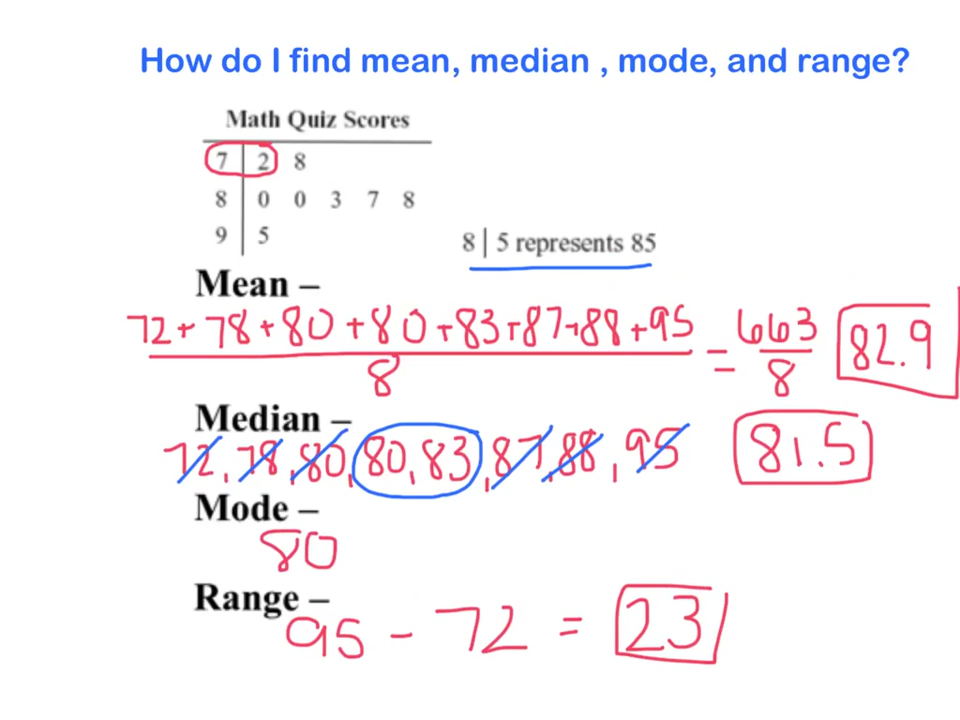 How do I find mean, median , mode, and range?
Math Quiz Scores
7 | 2 8
8 | 0 0 3 7 8
9 | 5
8 | 5 represents 85
Mean –
72 + 78 + 80 + 80 + 83 + 87 + 88 + 95
8
= 663
8
82.9
Median –
72, 78, 80, 80, 83, 87, 88, 95
81.5
Mode –
80
Range –
95 - 72 = 23